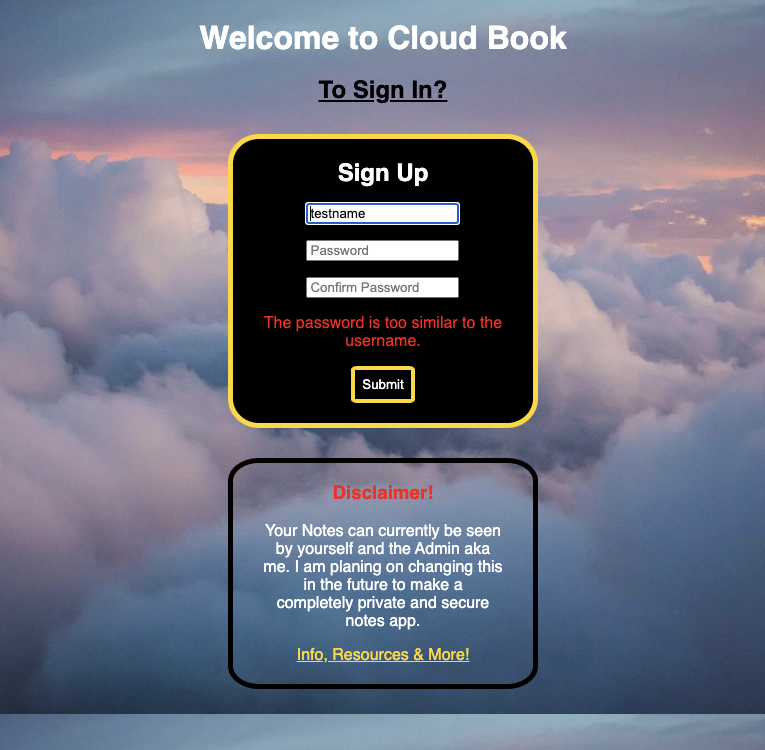 Welcome to Cloud Book
To Sign In?
Sign Up
testname
Password
Confirm Password
The password is too similar to the
username.
Submit
Disclaimer!
Your Notes can currently be seen
by yourself and the Admin aka
me. I am planing on changing this
in the future to make a
completely private and secure
notes app.
Info, Resources & More!